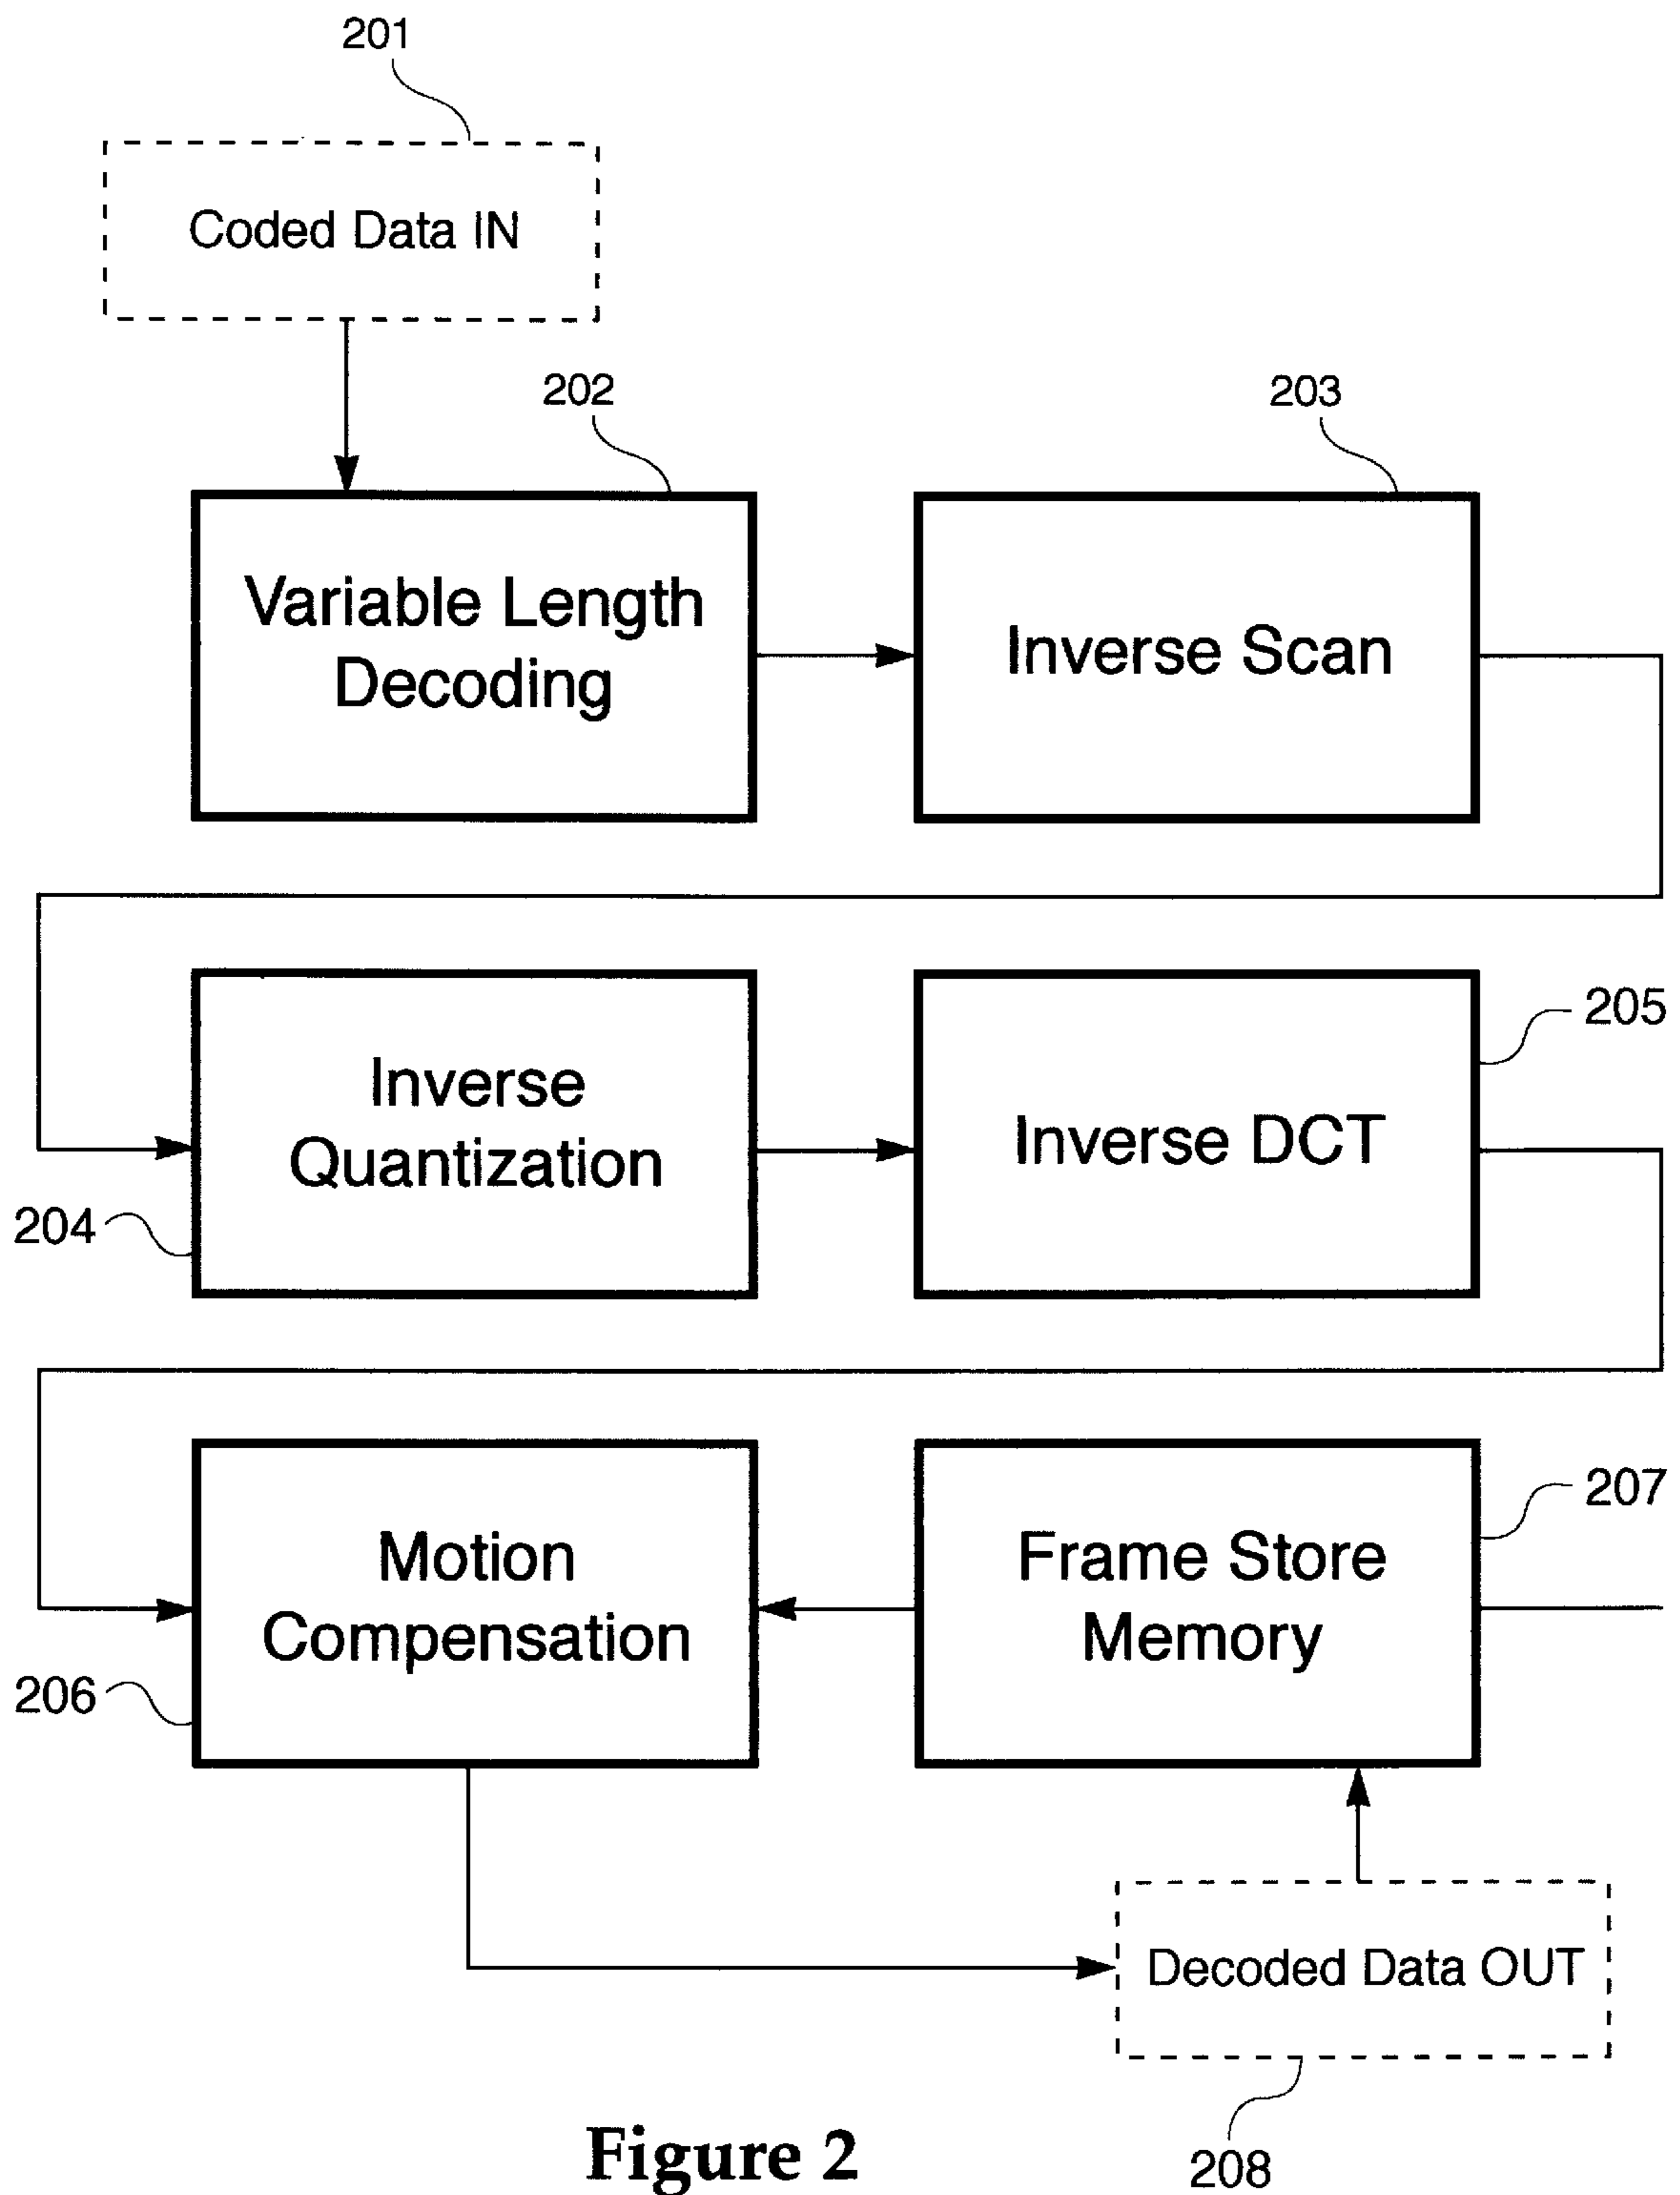 201
Coded Data IN
202
203
Variable Length
Decoding
Inverse Scan
205
Inverse
Quantization
Inverse DCT
204
207
Motion
Compensation
Frame Store
Memory
206
Decoded Data OUT
Figure 2
208